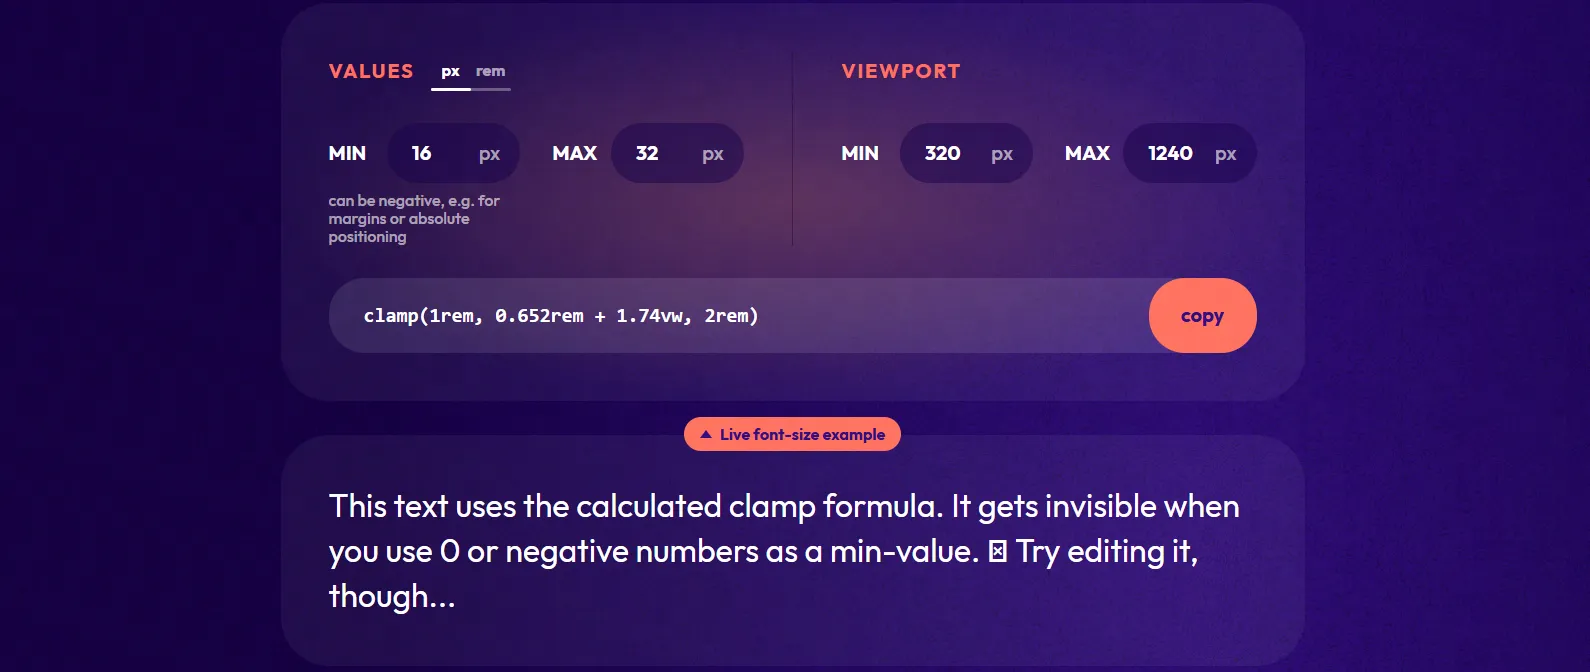 VALUES px rem
VIEWPORT
MIN 16 px MAX 32 px
MIN 320 px MAX 1240 px
can be negative, e.g. for
margins or absolute
positioning
clamp(1rem, 0.652rem + 1.74vw, 2rem)
copy
Live font-size example
This text uses the calculated clamp formula. It gets invisible when
you use 0 or negative numbers as a min-value. Try editing it,
though...